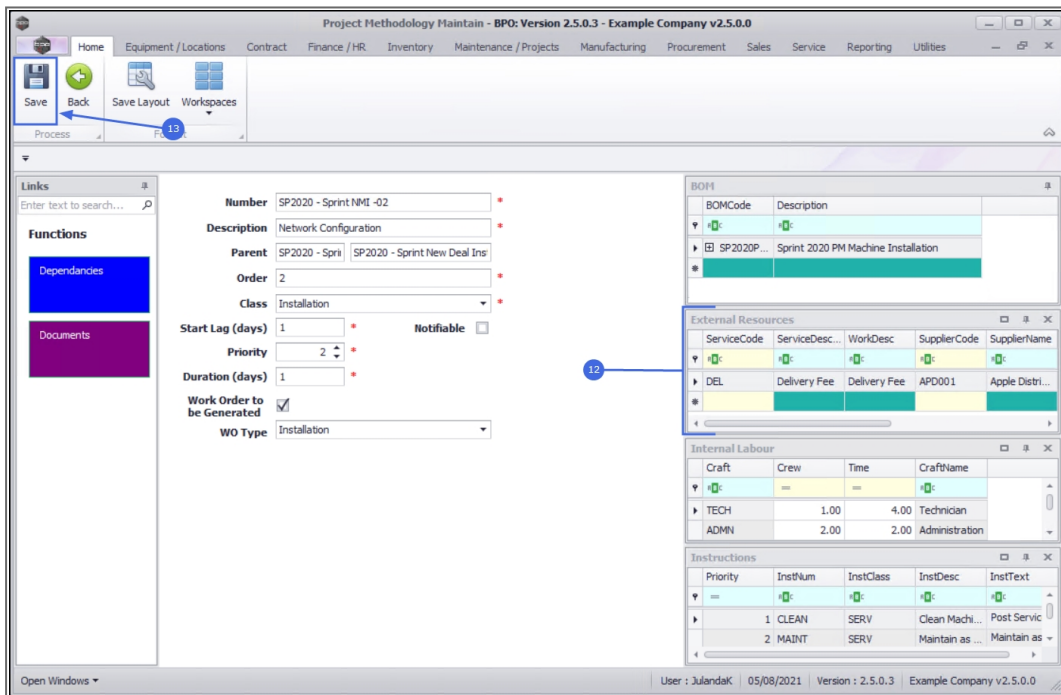 Project Methodology Maintain - BPO: Version 2.5.0.3 - Example Company v2.5.0.0
Home Equipment / Locations Contract Finance / HR Inventory Maintenance / Projects Manufacturing Procurement Sales Service Reporting Utilities
Save Back Save Layout Workspaces
13
Process
Links
Enter text to search...
Functions
Dependancies
Documents
Number SP2020 - Sprint NMI -02 *
Description Network Configuration *
Parent SP2020 - Spri SP2020 - Sprint New Deal Ins
Order 2 *
Class Installation *
Start Lag (days) 1 * Notifiable
Priority 2 *
Duration (days) 1 *
Work Order to
be Generated
WO Type Installation
12
BOM
BOMCode Description
SP2020P... Sprint 2020 PM Machine Installation
External Resources
ServiceCode ServiceDesc... WorkDesc SupplierCode SupplierName
DEL Delivery Fee Delivery Fee APD001 Apple Distri...
Internal Labour
Craft Crew Time CraftName
= =
TECH 1.00 4.00 Technician
ADMN 2.00 2.00 Administration
Instructions
Priority InstNum InstClass InstDesc InstText
=
1 CLEAN SERV Clean Machi... Post Servic
2 MAINT SERV Maintain as ... Maintain as
Open Windows User : JulandaK 05/08/2021 Version : 2.5.0.3 Example Company v2.5.0.0